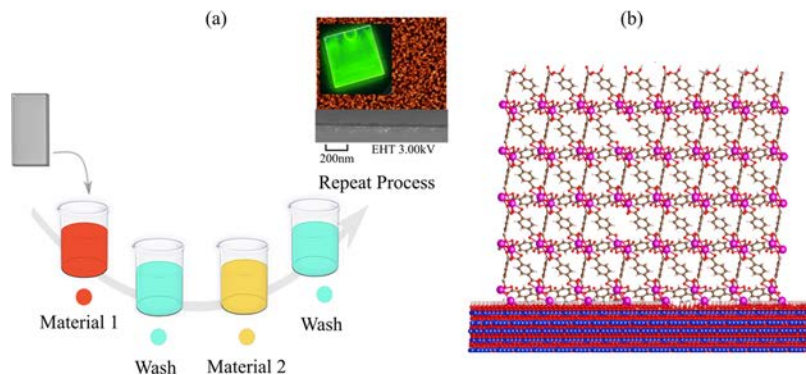 (a)
(b)
200nm
EHT 3.00kV
Repeat Process
Material 1
Wash
Material 2
Wash